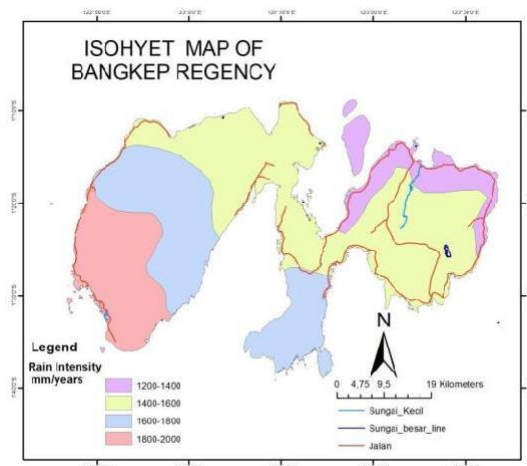 ISOHYET MAP OF
BANGKEP REGENCY
N
Legend
Rain Intensity
mm/years
1200-1400
1400-1600
1600-1800
1800-2000
0 4,75 9,5 19 Kilometers
Sungai_Kecil
Sungai_besar_line
Jalan